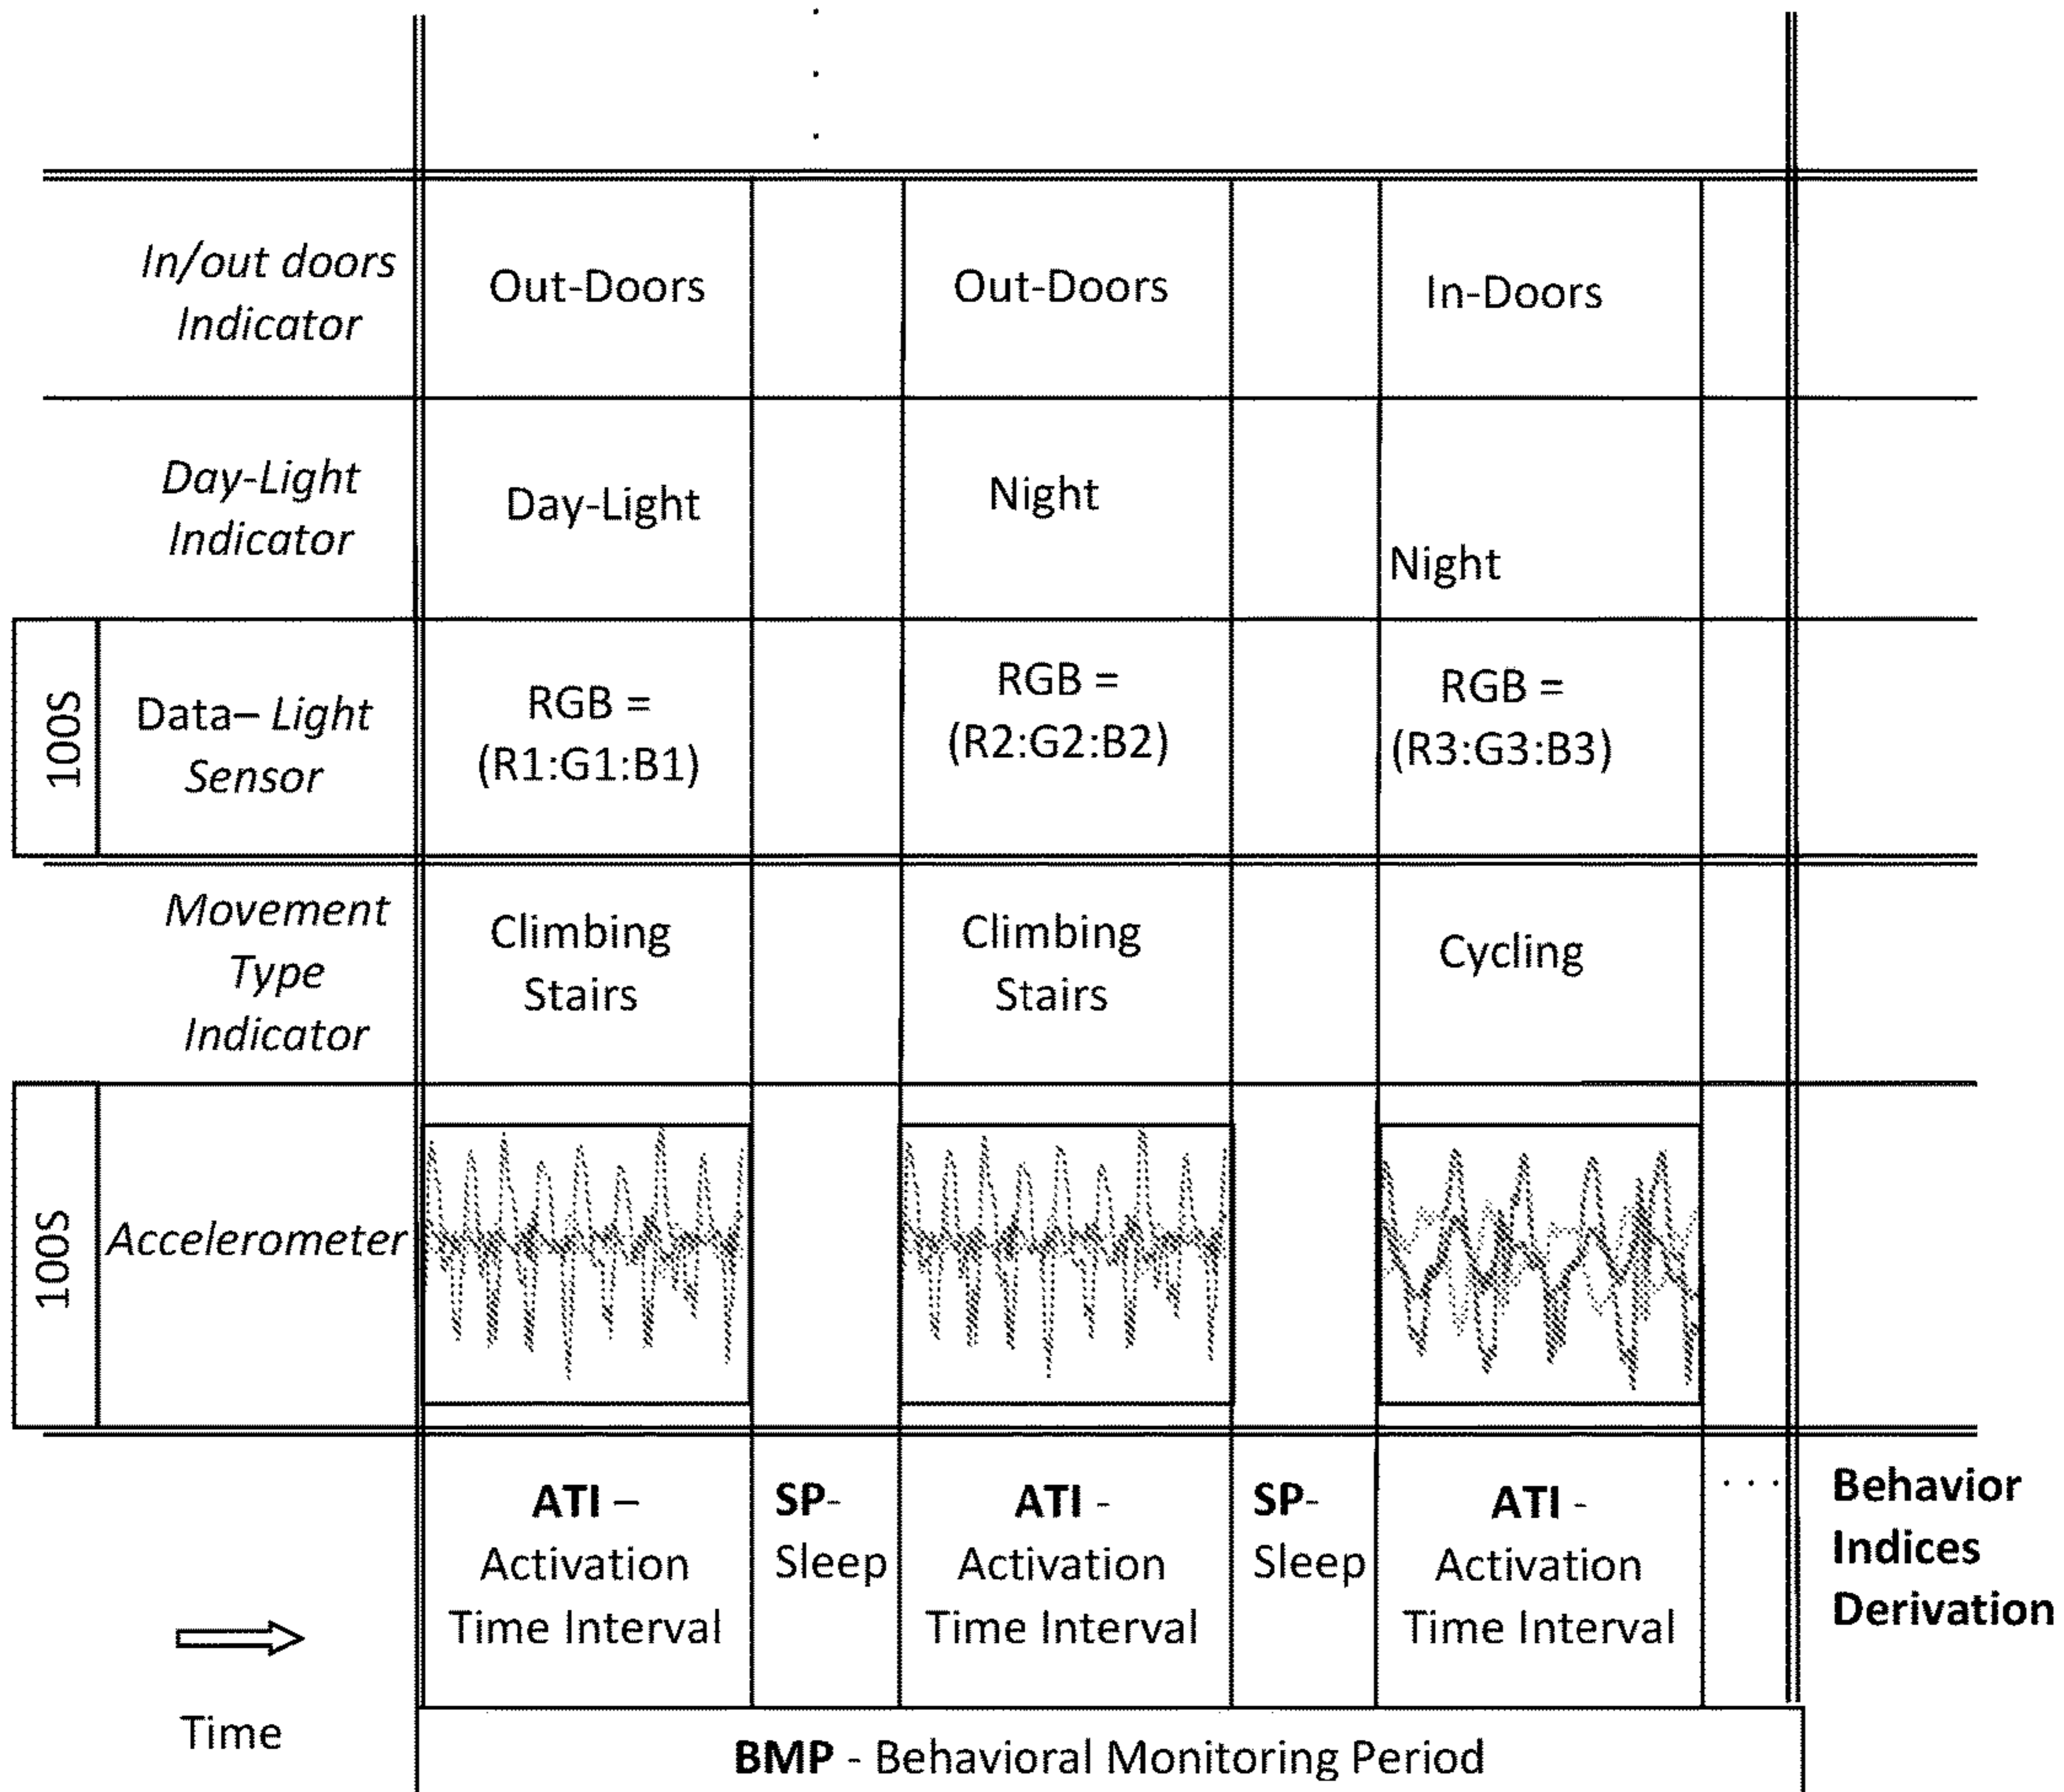 In/out doors
Indicator
Out-Doors
Out-Doors
In-Doors
Day-Light
Indicator
Day-Light
Night
Night
100S
Data– Light
Sensor
RGB =
(R1:G1:B1)
RGB =
(R2:G2:B2)
RGB =
(R3:G3:B3)
Movement
Type
Indicator
Climbing
Stairs
Climbing
Stairs
Cycling
100S
Accelerometer
ATI –
Activation
Time Interval
SP-
Sleep
ATI -
Activation
Time Interval
SP-
Sleep
ATI -
Activation
Time Interval
. . .
Behavior
Indices
Derivation
Time
BMP - Behavioral Monitoring Period